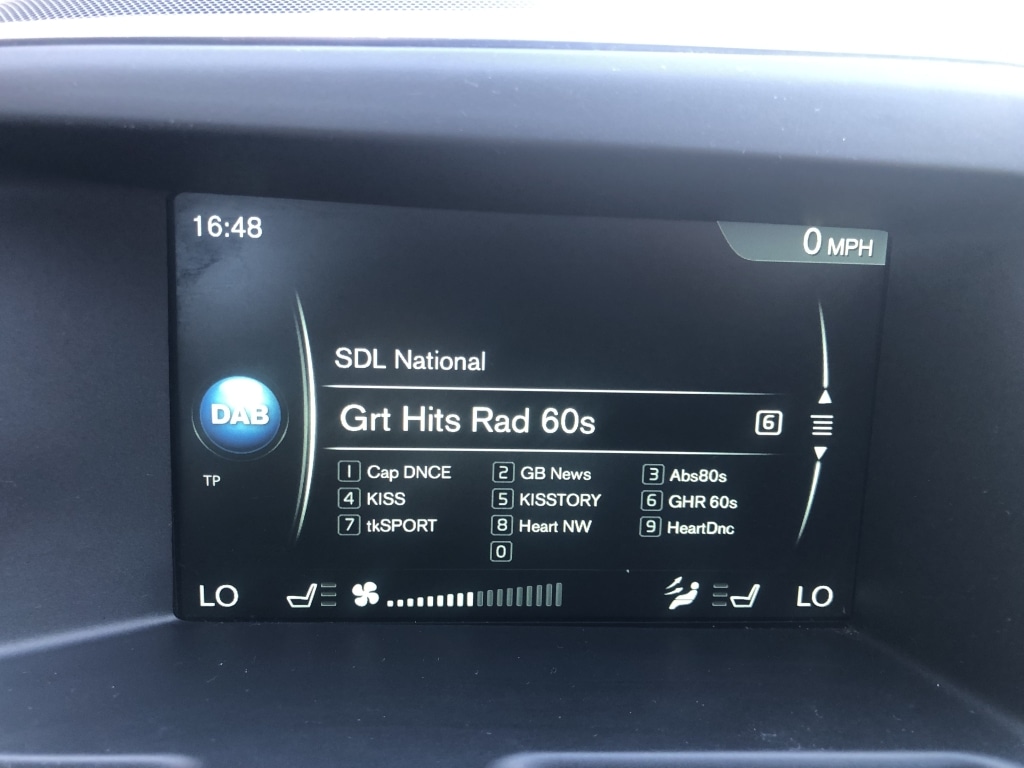 16:48
0 MPH
SDL National
DAB
Grt Hits Rad 60s 6
TP
1 Cap DNCE 2 GB News 3 Abs80s
4 KISS 5 KISSTORY 6 GHR 60s
7 tkSPORT 8 Heart NW 9 HeartDnc
0
LO LO